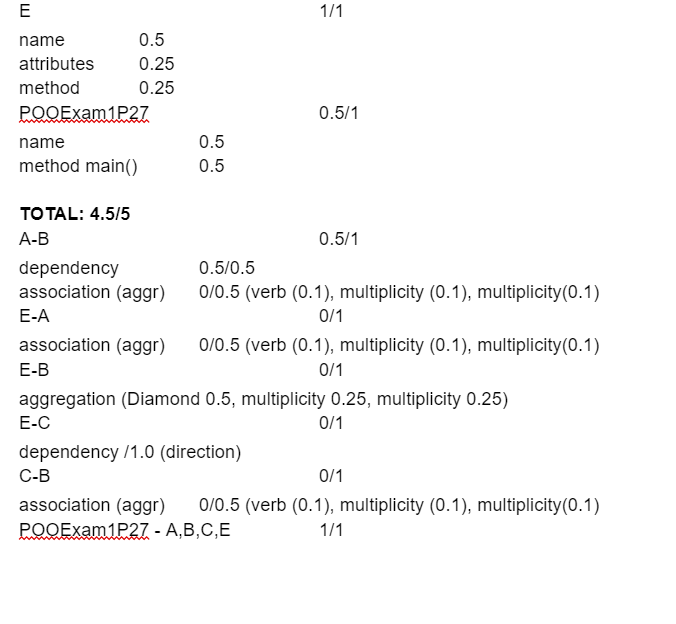 E 1/1
name 0.5
attributes 0.25
method 0.25
POOExam1P27 0.5/1
name 0.5
method main() 0.5
TOTAL: 4.5/5
A-B 0.5/1
dependency 0.5/0.5
association (aggr) 0/0.5 (verb (0.1), multiplicity (0.1), multiplicity(0.1)
E-A 0/1
association (aggr) 0/0.5 (verb (0.1), multiplicity (0.1), multiplicity(0.1)
E-B 0/1
aggregation (Diamond 0.5, multiplicity 0.25, multiplicity 0.25)
E-C 0/1
dependency /1.0 (direction)
C-B 0/1
association (aggr) 0/0.5 (verb (0.1), multiplicity (0.1), multiplicity(0.1)
POOExam1P27 - A,B,C,E 1/1